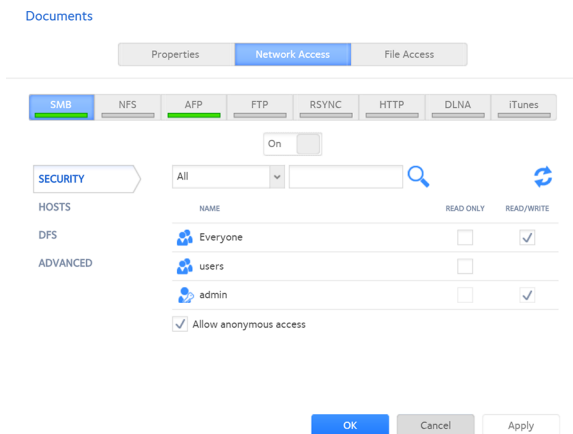 Documents
Properties Network Access File Access
SMB NFS AFP FTP RSYNC HTTP DLNA iTunes
On
SECURITY All
HOSTS NAME READ ONLY READ/WRITE
DFS Everyone
ADVANCED users
admin
Allow anonymous access
OK Cancel Apply